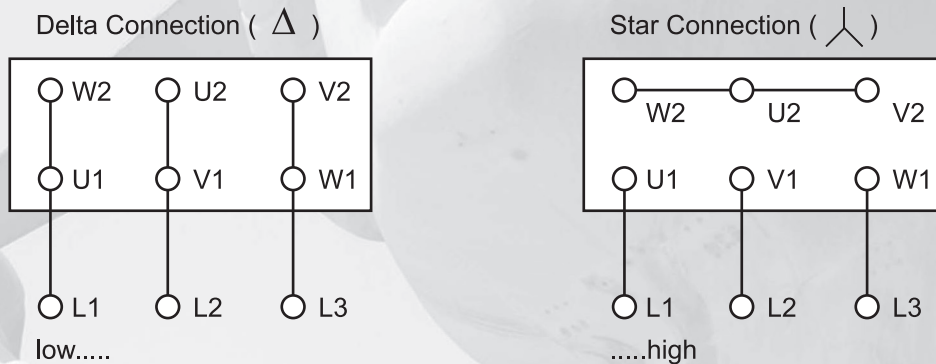 Delta Connection ( Δ )
W2 U2 V2
U1 V1 W1
L1 L2 L3
low.....
Star Connection ( )
W2 U2 V2
U1 V1 W1
L1 L2 L3
.....high